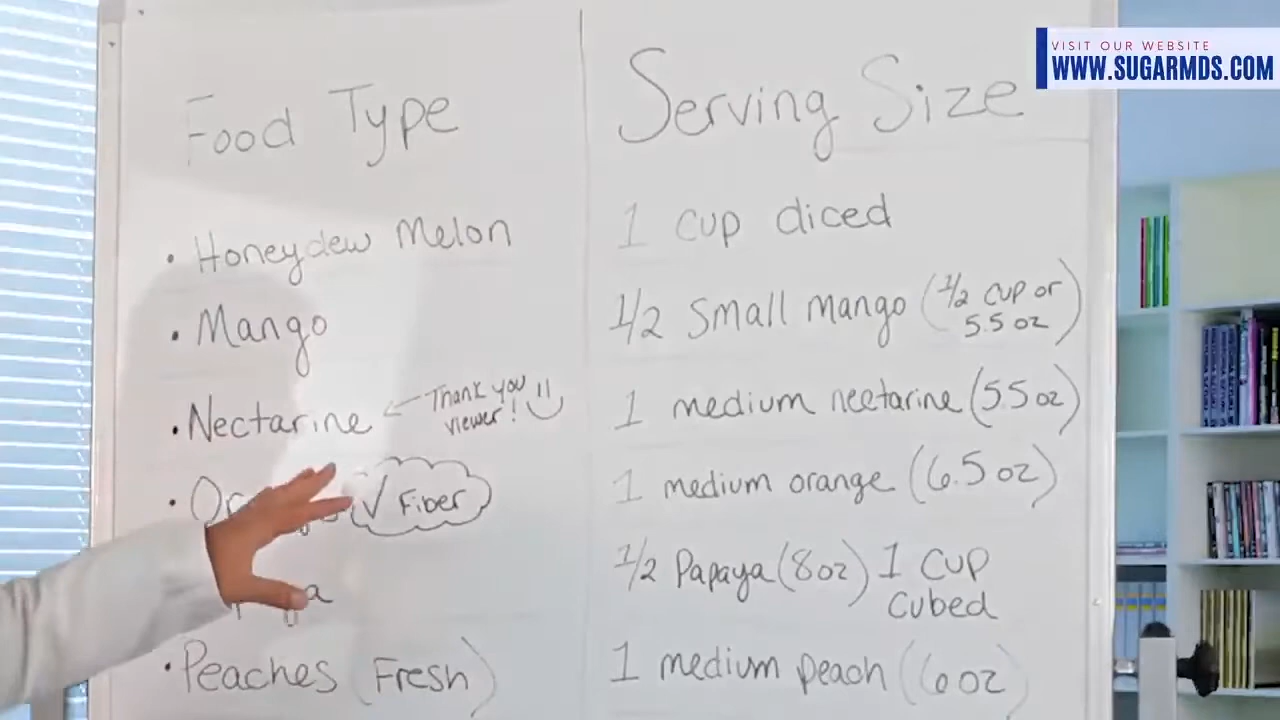 VISIT OUR WEBSITE
WWW.SUGARMDS.COM
Food Type
Serving Size
• Honeydew Melon
1 cup diced
• Mango
1/2 small mango (1/2 cup or
5.5 oz)
• Nectarine ← Thank you
viewer!
1 medium nectarine (5.5 oz)
• √ Fiber
1 medium orange (6.5 oz)
1/2 Papaya (8oz) 1 cup
cubed
• Peaches (Fresh)
1 medium peach (6 oz)